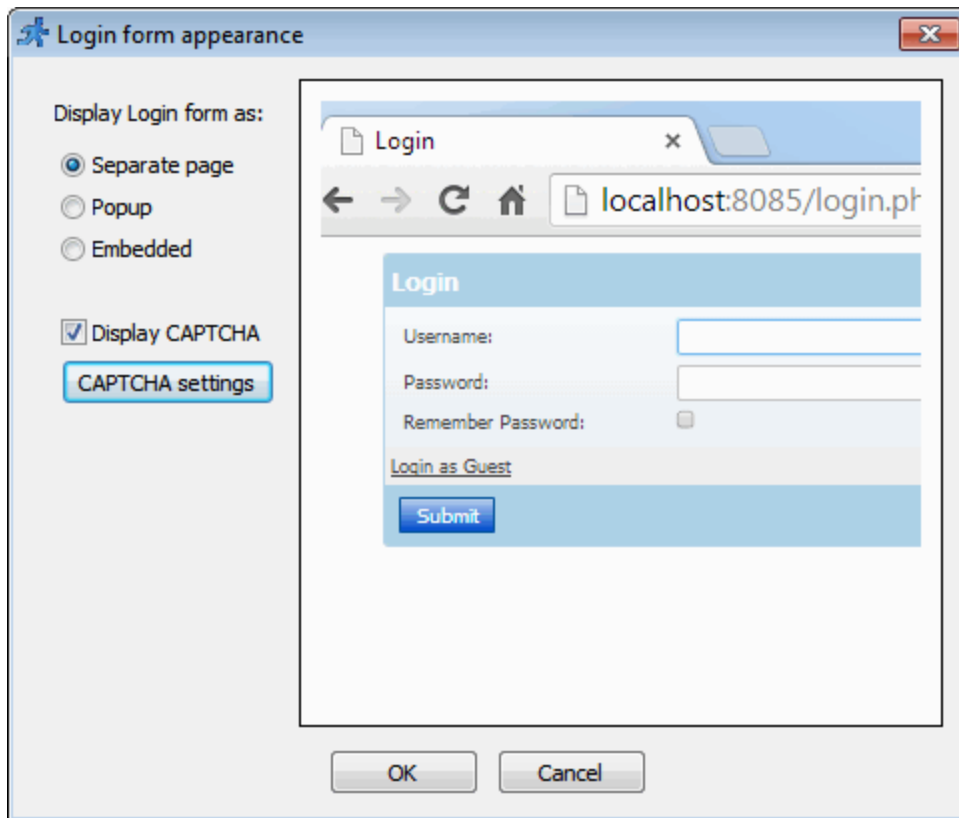 Login form appearance
Display Login form as:
Separate page
Popup
Embedded
Display CAPTCHA
CAPTCHA settings
Login
localhost:8085/login.ph
Login
Username:
Password:
Remember Password:
Login as Guest
Submit
OK
Cancel